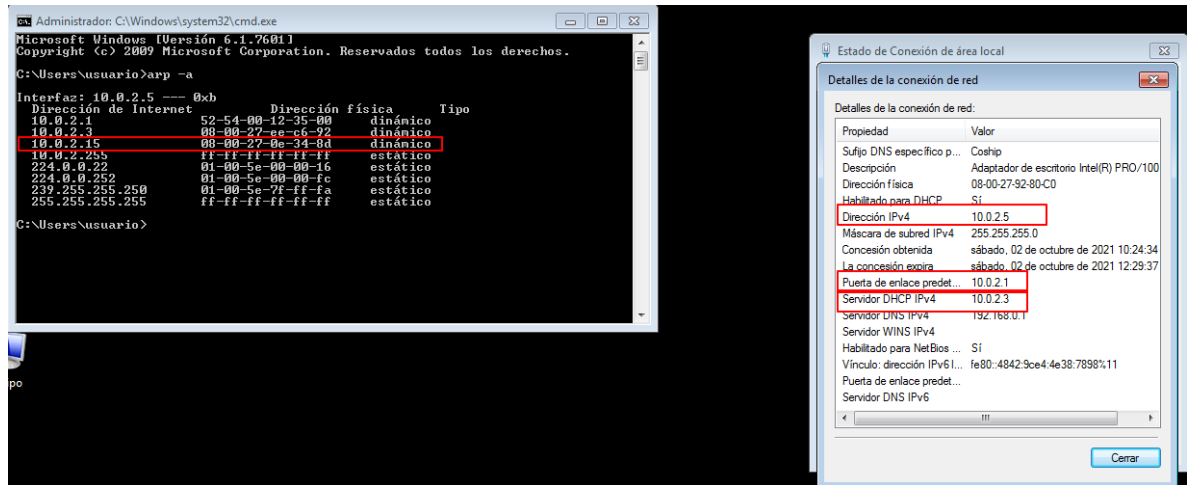 Administrador: C:\Windows\system32\cmd.exe
Microsoft Windows [Versión 6.1.7601]
Copyright (c) 2009 Microsoft Corporation. Reservados todos los derechos.
C:\Users\usuario>arp -a
Interfaz: 10.0.2.5 --- 0xb
Dirección de Internet Dirección física Tipo
10.0.2.1 52-54-00-12-35-00 dinámico
10.0.2.3 08-00-27-ee-c6-92 dinámico
10.0.2.15 08-00-27-0e-34-8d dinámico
10.0.2.255 ff-ff-ff-ff-ff-ff estático
224.0.0.22 01-00-5e-00-00-16 estático
224.0.0.252 01-00-5e-00-00-fc estático
239.255.255.250 01-00-5e-7f-ff-fa estático
255.255.255.255 ff-ff-ff-ff-ff-ff estático
C:\Users\usuario>
po
Estado de Conexión de área local
Detalles de la conexión de red
Detalles de la conexión de red:
Propiedad Valor
Sufijo DNS específico p... Coship
Descripción Adaptador de escritorio Intel(R) PRO/100
Dirección física 08-00-27-92-80-C0
Habilitado para DHCP Sí
Dirección IPv4 10.0.2.5
Máscara de subred IPv4 255.255.255.0
Concesión obtenida sábado, 02 de octubre de 2021 10:24:34
La concesión expira sábado, 02 de octubre de 2021 12:29:37
Puerta de enlace predet... 10.0.2.1
Servidor DHCP IPv4 10.0.2.3
Servidor DNS IPv4 192.168.0.1
Servidor WINS IPv4
Habilitado para NetBios ... Sí
Vínculo: dirección IPv6 l... fe80::4842:9ce4:4e38:7898%11
Puerta de enlace predet...
Servidor DNS IPv6
Cerrar